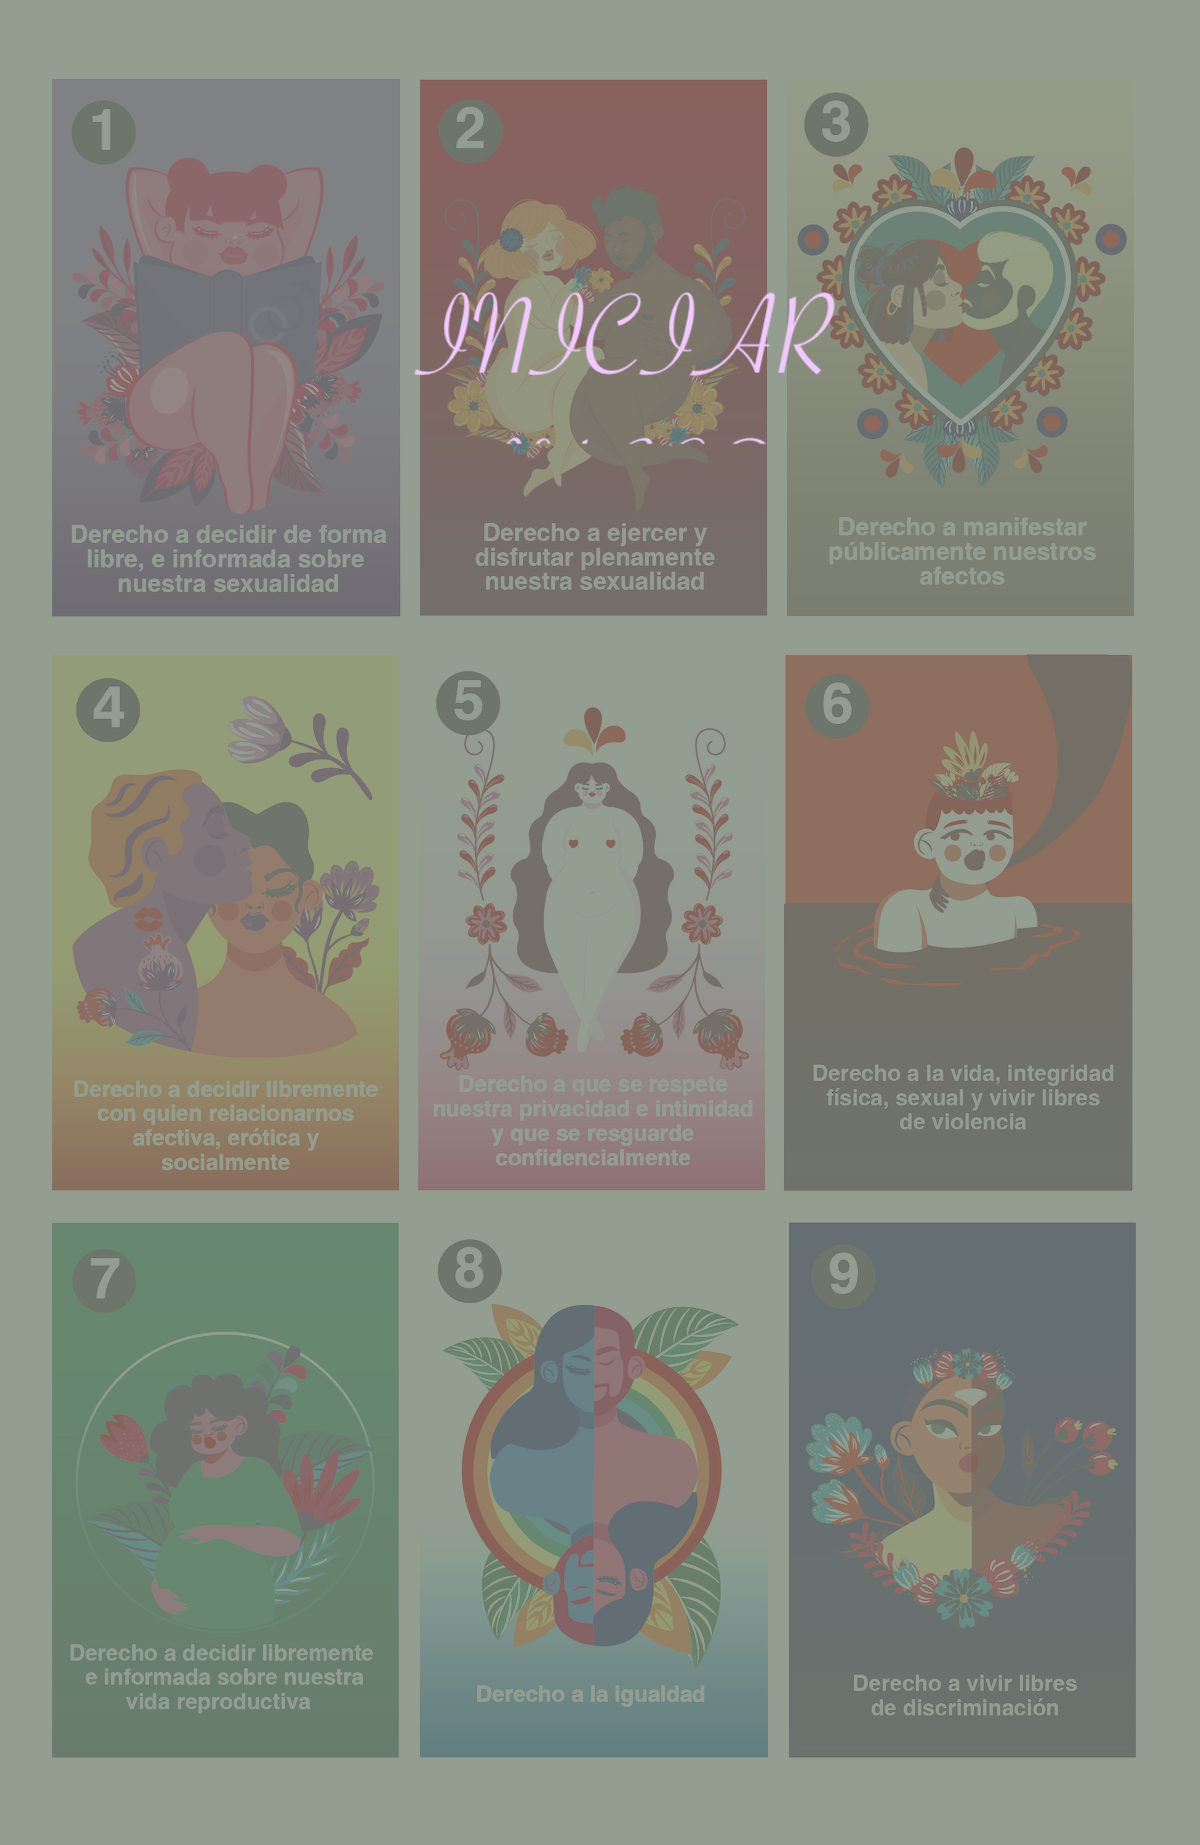 1
Derecho a decidir de forma
libre, e informada sobre
nuestra sexualidad
2
Derecho a ejercer y
disfrutar plenamente
nuestra sexualidad
3
Derecho a manifestar
públicamente nuestros
afectos
INICIAR
4
Derecho a decidir libremente
con quien relacionarnos
afectiva, erótica y
socialmente
5
Derecho a que se respete
nuestra privacidad e intimidad
y que se resguarde
confidencialmente
6
Derecho a la vida, integridad
física, sexual y vivir libres
de violencia
7
Derecho a decidir libremente
e informada sobre nuestra
vida reproductiva
8
Derecho a la igualdad
9
Derecho a vivir libres
de discriminación